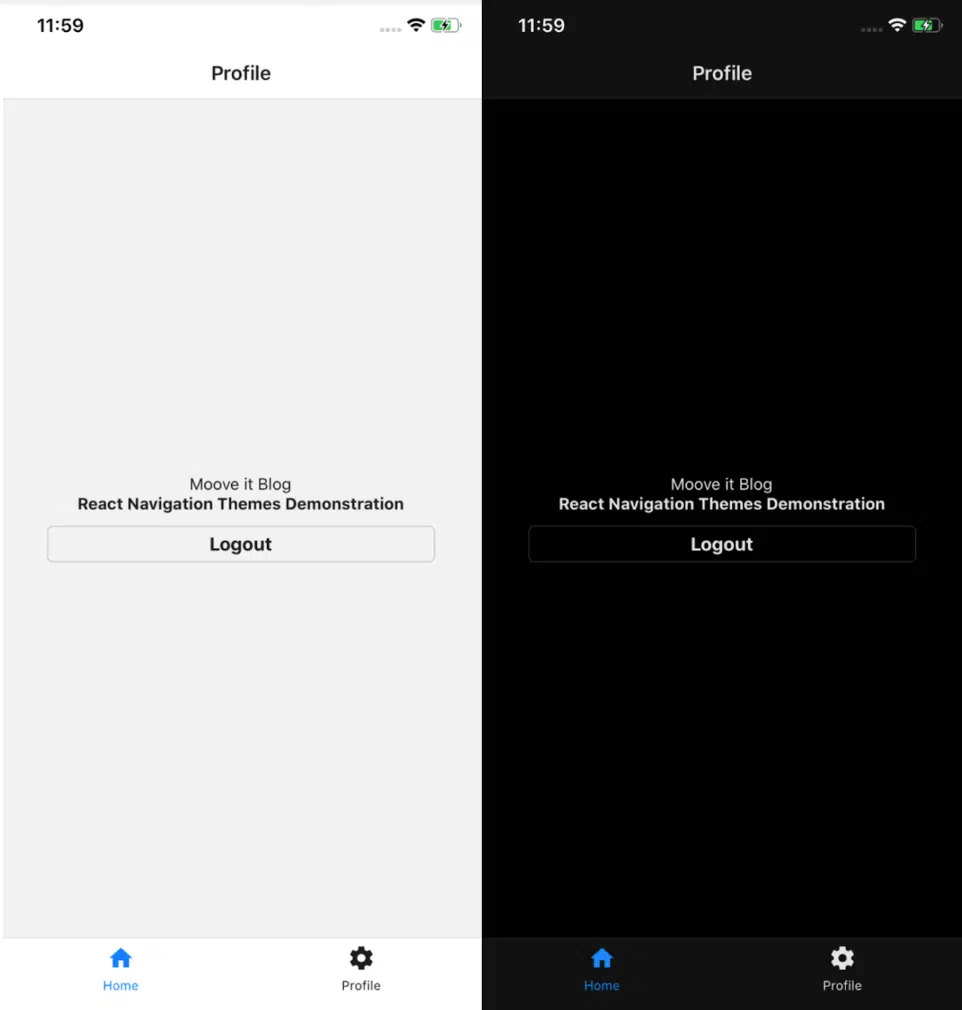 11:59
Profile
Moove it Blog
React Navigation Themes Demonstration
Logout
Home
Profile
11:59
Profile
Moove it Blog
React Navigation Themes Demonstration
Logout
Home
Profile